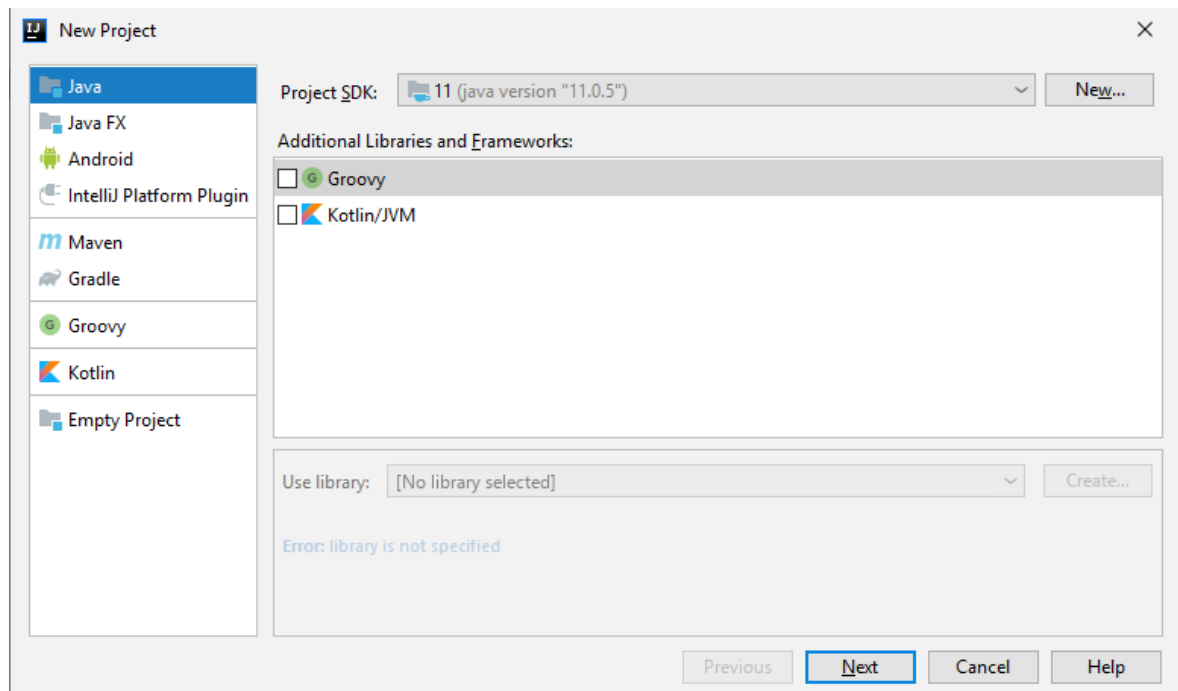 New Project
Java
Java FX
Android
IntelliJ Platform Plugin
Maven
Gradle
Groovy
Kotlin
Empty Project
Project SDK: 11 (java version "11.0.5") New...
Additional Libraries and Frameworks:
Groovy
Kotlin/JVM
Use library: [No library selected] Create...
Error: library is not specified
Previous Next Cancel Help